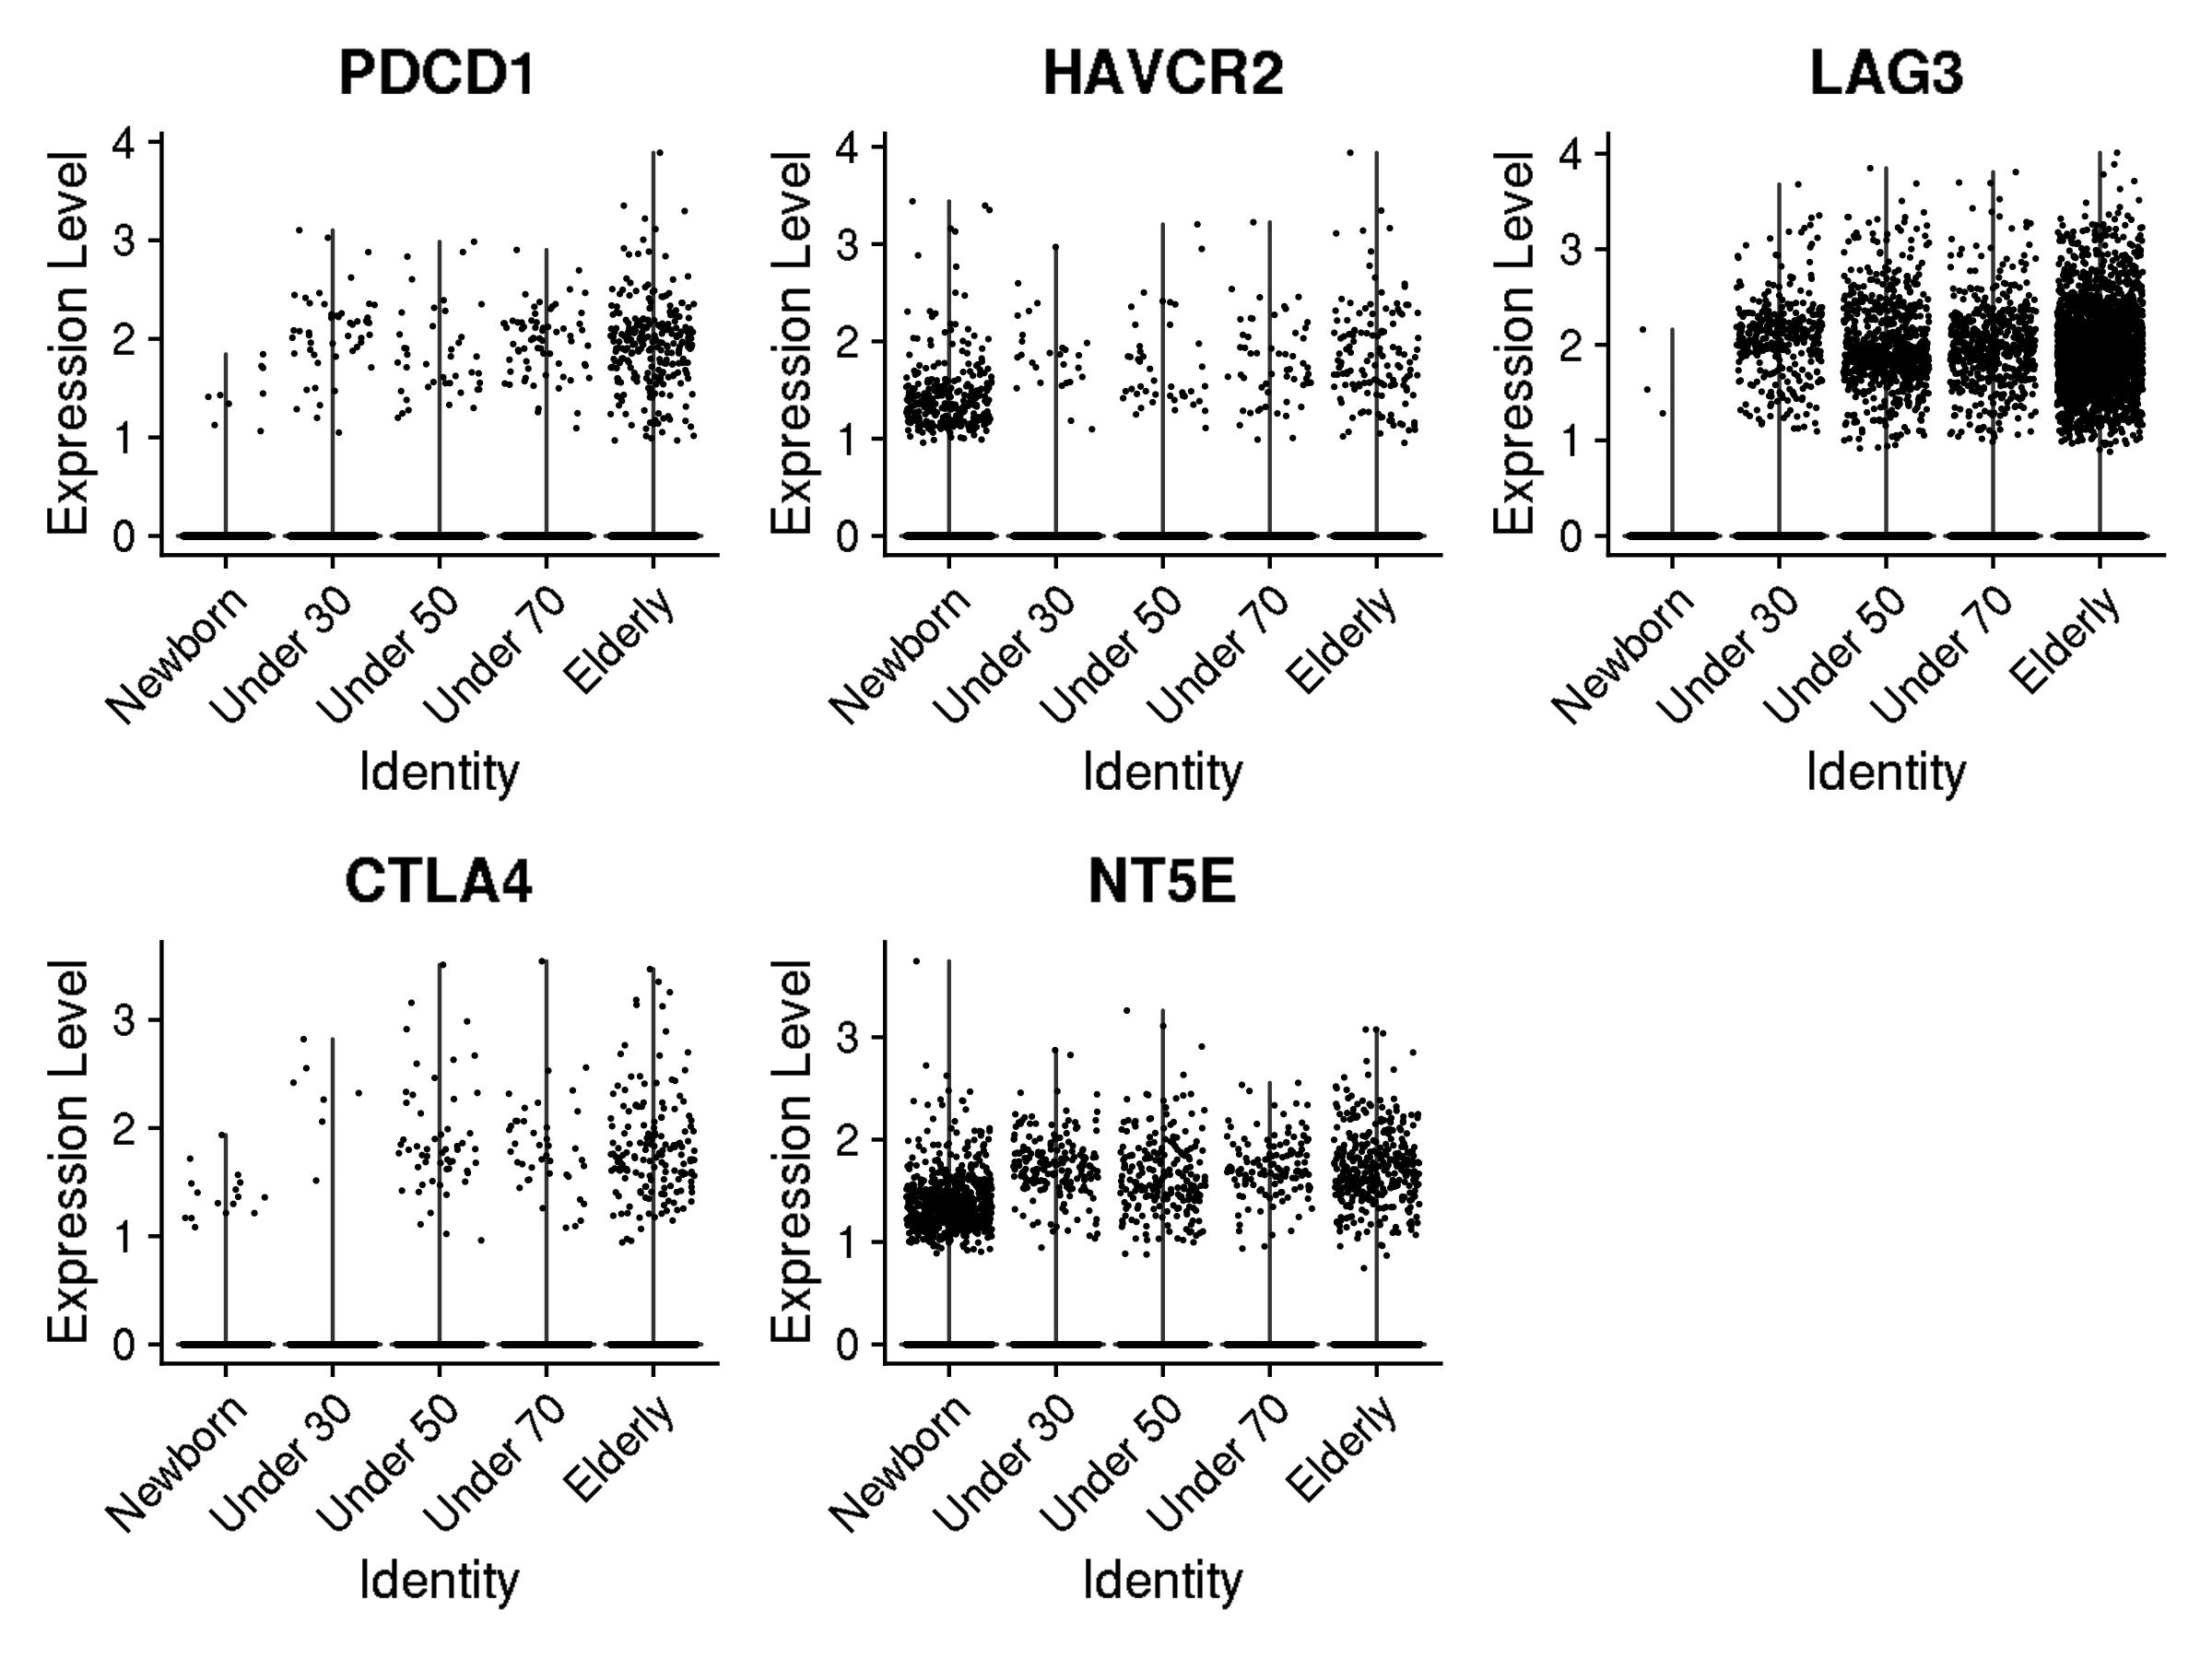 PDCD1
HAVCR2
LAG3
Expression Level
4
3
2
1
0
Newborn
Under 30
Under 50
Under 70
Elderly
Identity
Expression Level
4
3
2
1
0
Newborn
Under 30
Under 50
Under 70
Elderly
Identity
Expression Level
4
3
2
1
0
Newborn
Under 30
Under 50
Under 70
Elderly
Identity
CTLA4
NT5E
Expression Level
3
2
1
0
Newborn
Under 30
Under 50
Under 70
Elderly
Identity
Expression Level
3
2
1
0
Newborn
Under 30
Under 50
Under 70
Elderly
Identity